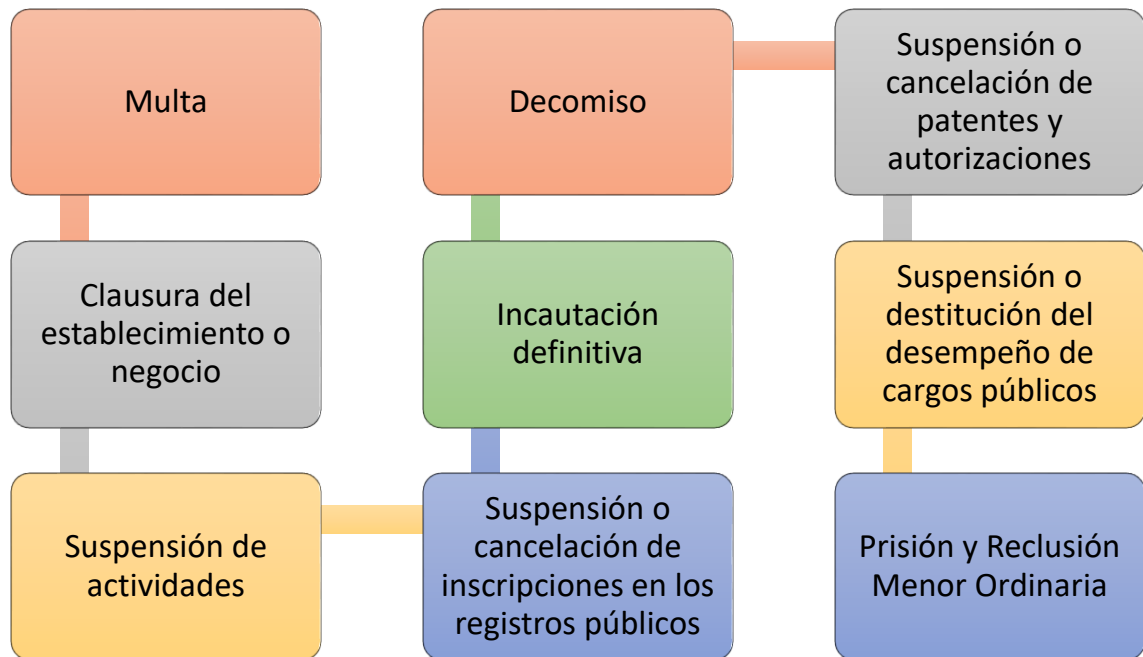 Multa
Clausura del
establecimiento o
negocio
Suspensión de
actividades
Suspensión o
cancelación de
inscripciones en los
registros públicos
Incautación
definitiva
Decomiso
Suspensión o
cancelación de
patentes y
autorizaciones
Suspensión o
destitución del
desempeño de
cargos públicos
Prisión y Reclusión
Menor Ordinaria